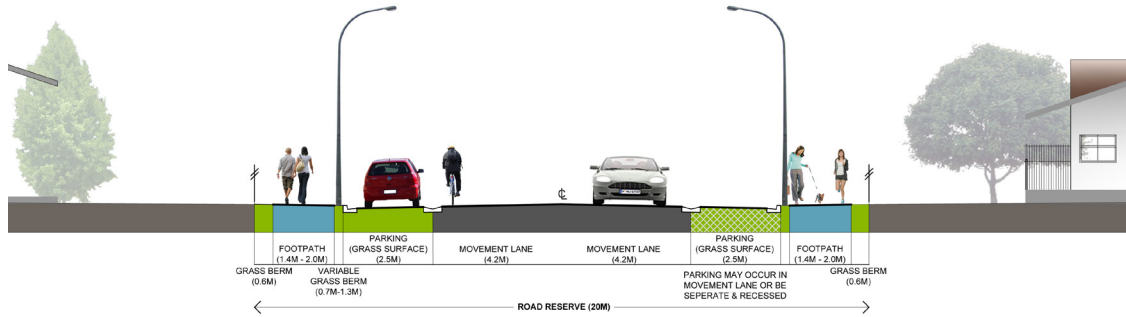 FOOTPATH
(1.4M - 2.0M)
PARKING
(GRASS SURFACE)
(2.5M)
MOVEMENT LANE
(4.2M)
MOVEMENT LANE
(4.2M)
PARKING
(GRASS SURFACE)
(2.5M)
FOOTPATH
(1.4M - 2.0M)
GRASS BERM
(0.6M)
VARIABLE
GRASS BERM
(0.7M-1.3M)
PARKING MAY OCCUR IN
MOVEMENT LANE OR BE
SEPERATE & RECESSED
GRASS BERM
(0.6M)
ROAD RESERVE (20M)